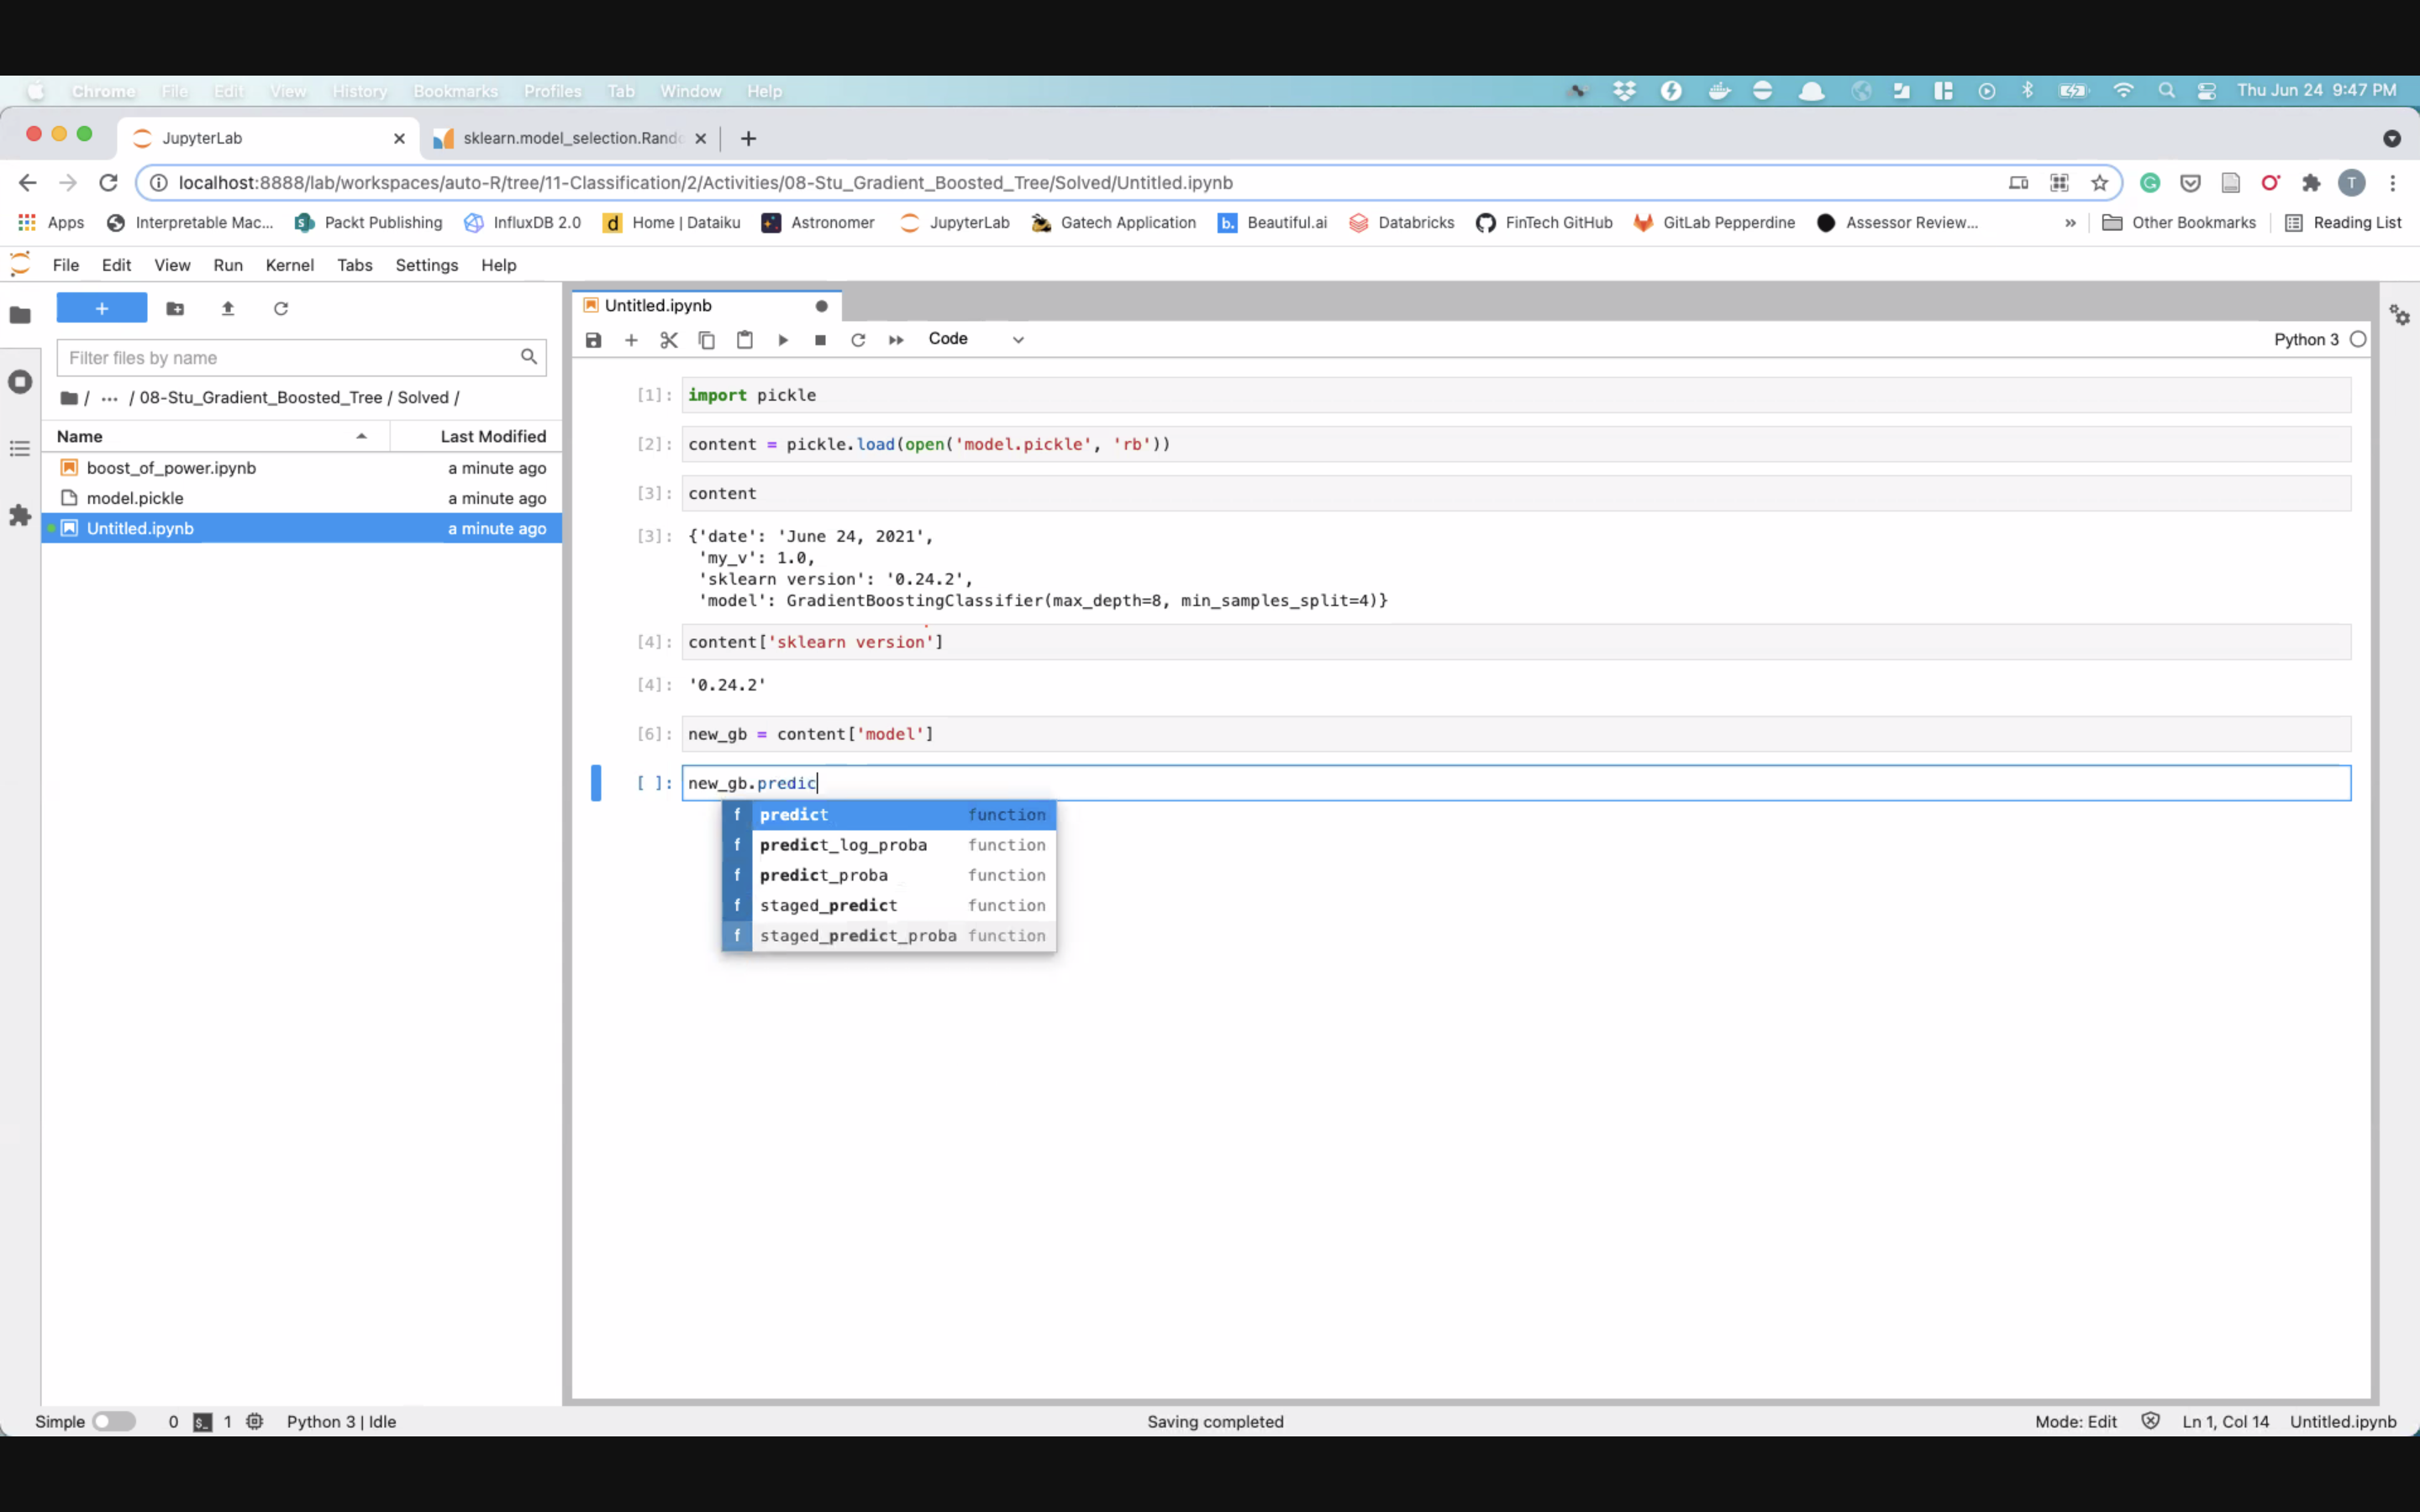 Chrome File Edit View History Bookmarks Profiles Tab Window Help Thu Jun 24 9:47 PM
JupyterLab sklearn.model_selection.Rand
localhost:8888/lab/workspaces/auto-R/tree/11-Classification/2/Activities/08-Stu_Gradient_Boosted_Tree/Solved/Untitled.ipynb T
Apps Interpretable Mac... Packt Publishing InfluxDB 2.0 Home | Dataiku Astronomer JupyterLab Gatech Application Beautiful.ai Databricks FinTech GitHub GitLab Pepperdine Assessor Review... » Other Bookmarks Reading List
File Edit View Run Kernel Tabs Settings Help
Untitled.ipynb
Code Python 3
Filter files by name
/ ... / 08-Stu_Gradient_Boosted_Tree / Solved /
Name Last Modified
boost_of_power.ipynb a minute ago
model.pickle a minute ago
Untitled.ipynb a minute ago
[1]: import pickle
[2]: content = pickle.load(open('model.pickle', 'rb'))
[3]: content
[3]: {'date': 'June 24, 2021',
'my_v': 1.0,
'sklearn version': '0.24.2',
'model': GradientBoostingClassifier(max_depth=8, min_samples_split=4)}
[4]: content['sklearn version']
[4]: '0.24.2'
[6]: new_gb = content['model']
[ ]: new_gb.predic
f predict function
f predict_log_proba function
f predict_proba function
f staged_predict function
f staged_predict_proba function
Simple 0 1 Python 3 | Idle Saving completed Mode: Edit Ln 1, Col 14 Untitled.ipynb